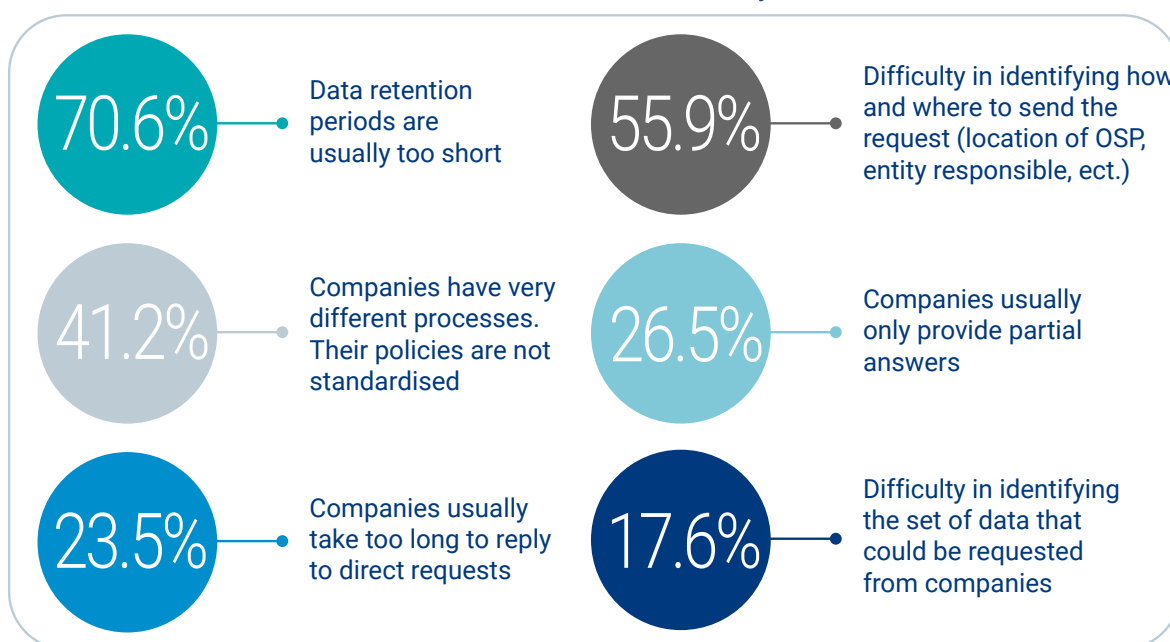 70.6%
Data retention
periods are
usually too short
55.9%
Difficulty in identifying how
and where to send the
request (location of OSP,
entity responsible, ect.)
41.2%
Companies have very
different processes.
Their policies are not
standardised
26.5%
Companies usually
only provide partial
answers
23.5%
Companies usually
take too long to reply
to direct requests
17.6%
Difficulty in identifying
the set of data that
could be requested
from companies